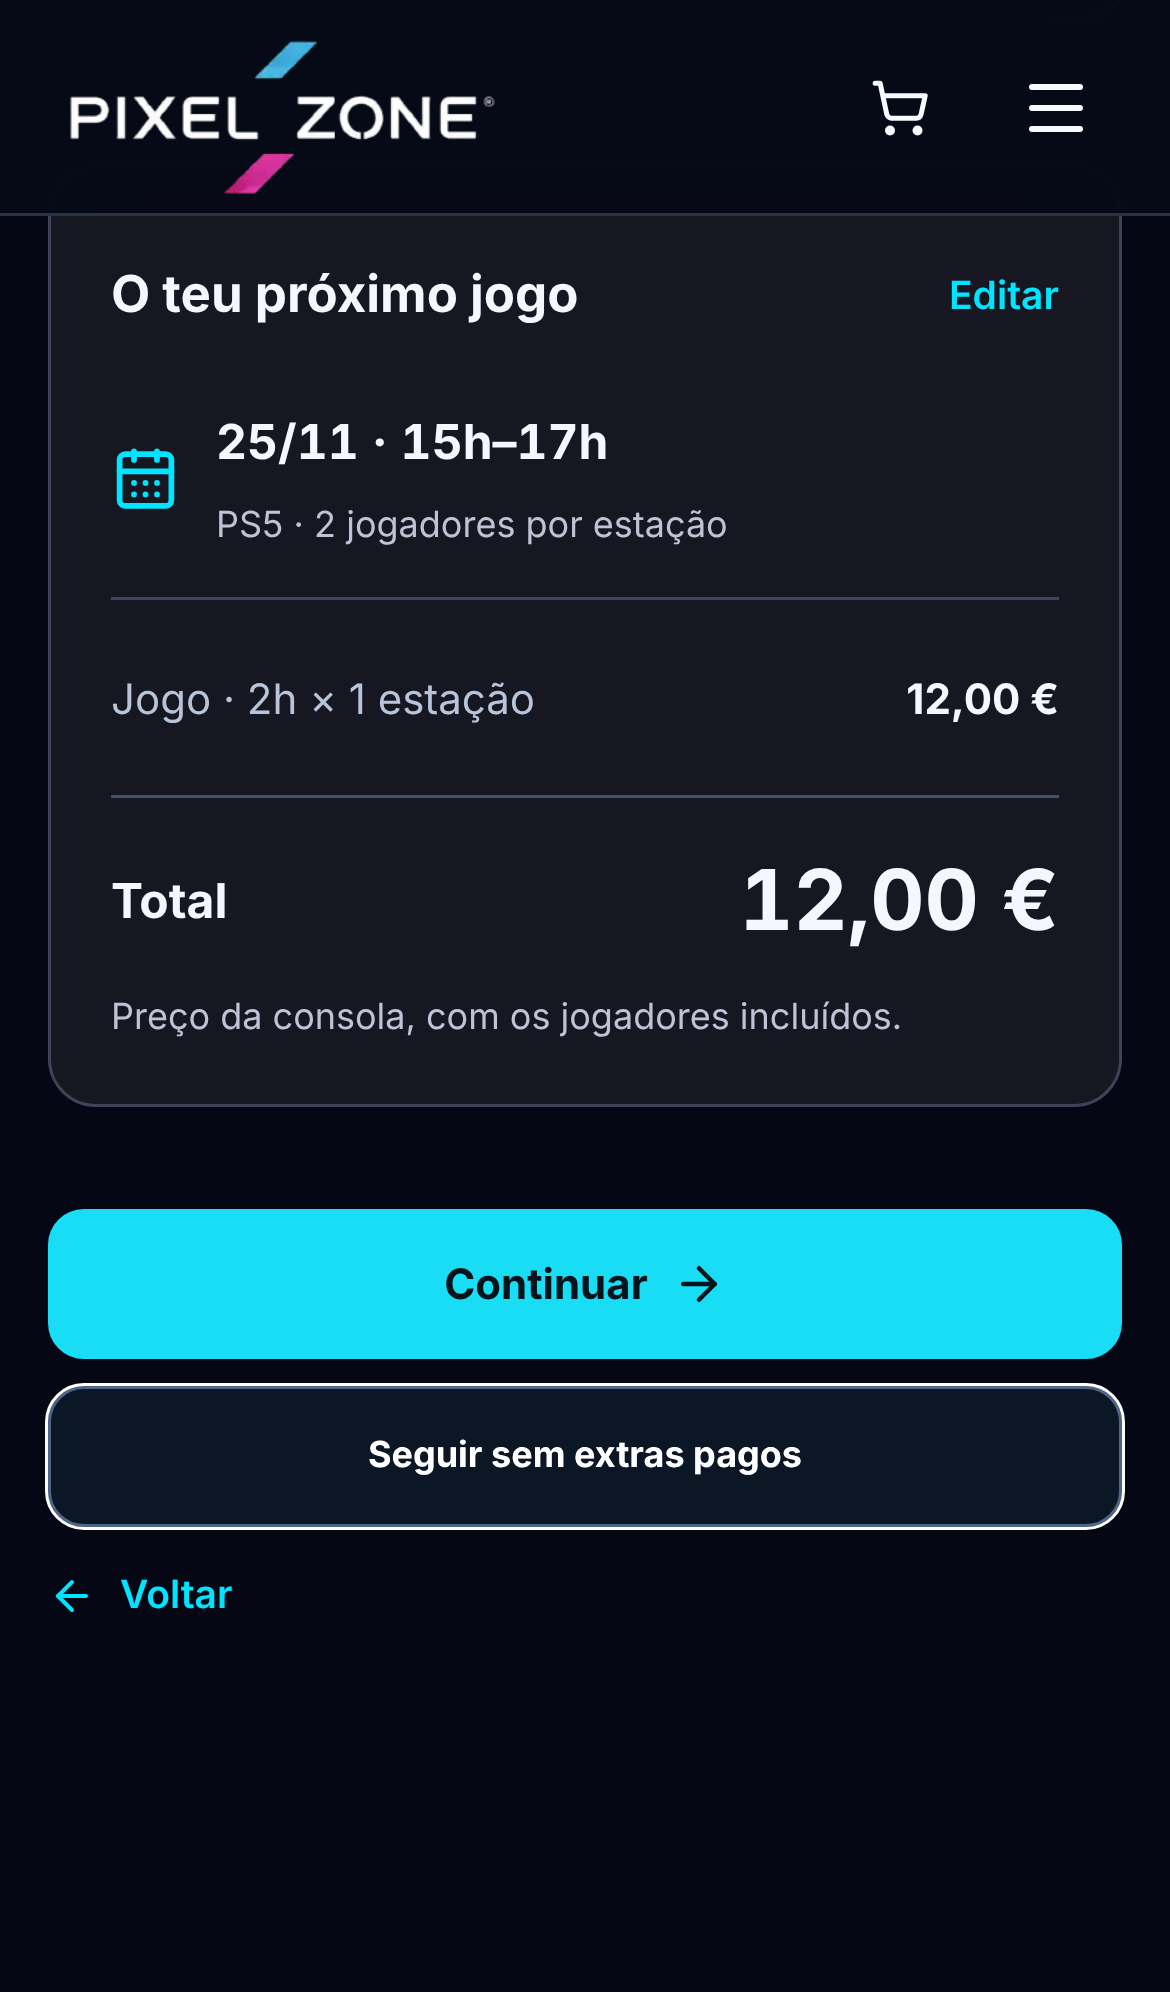 PIXEL ZONE®
O teu próximo jogo
Editar
25/11 · 15h–17h
PS5 · 2 jogadores por estação
Jogo · 2h × 1 estação
12,00 €
Total
12,00 €
Preço da consola, com os jogadores incluídos.
Continuar →
Seguir sem extras pagos
← Voltar